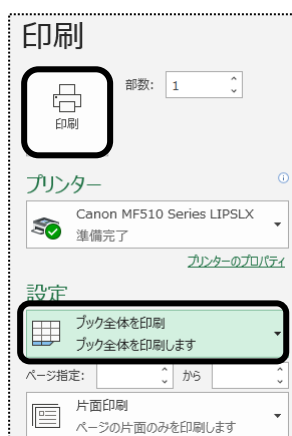 印刷
部数: 1
印刷
プリンター
Canon MF510 Series LIPSLX
準備完了
プリンターのプロパティ
設定
ブック全体を印刷
ブック全体を印刷します
ページ指定: から
片面印刷
ページの片面のみを印刷します